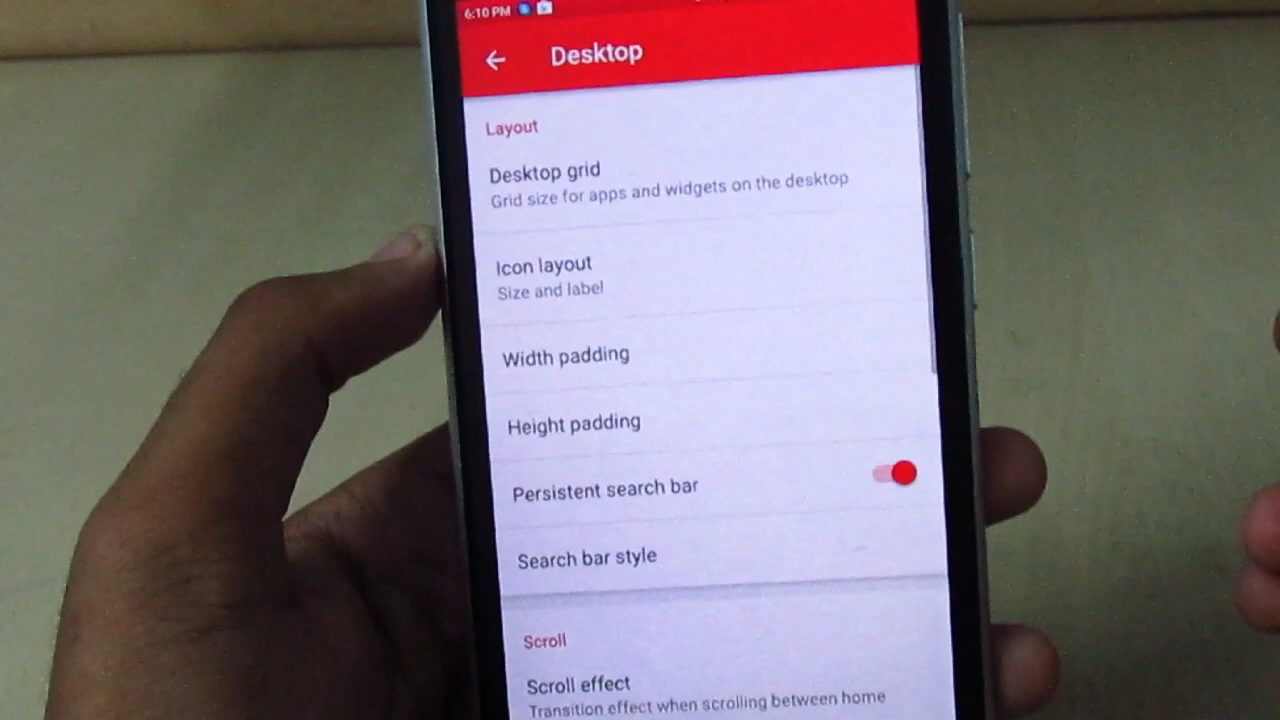 6:10 PM
Desktop
Layout
Desktop grid
Grid size for apps and widgets on the desktop
Icon layout
Size and label
Width padding
Height padding
Persistent search bar
Search bar style
Scroll
Scroll effect
Transition effect when scrolling between home